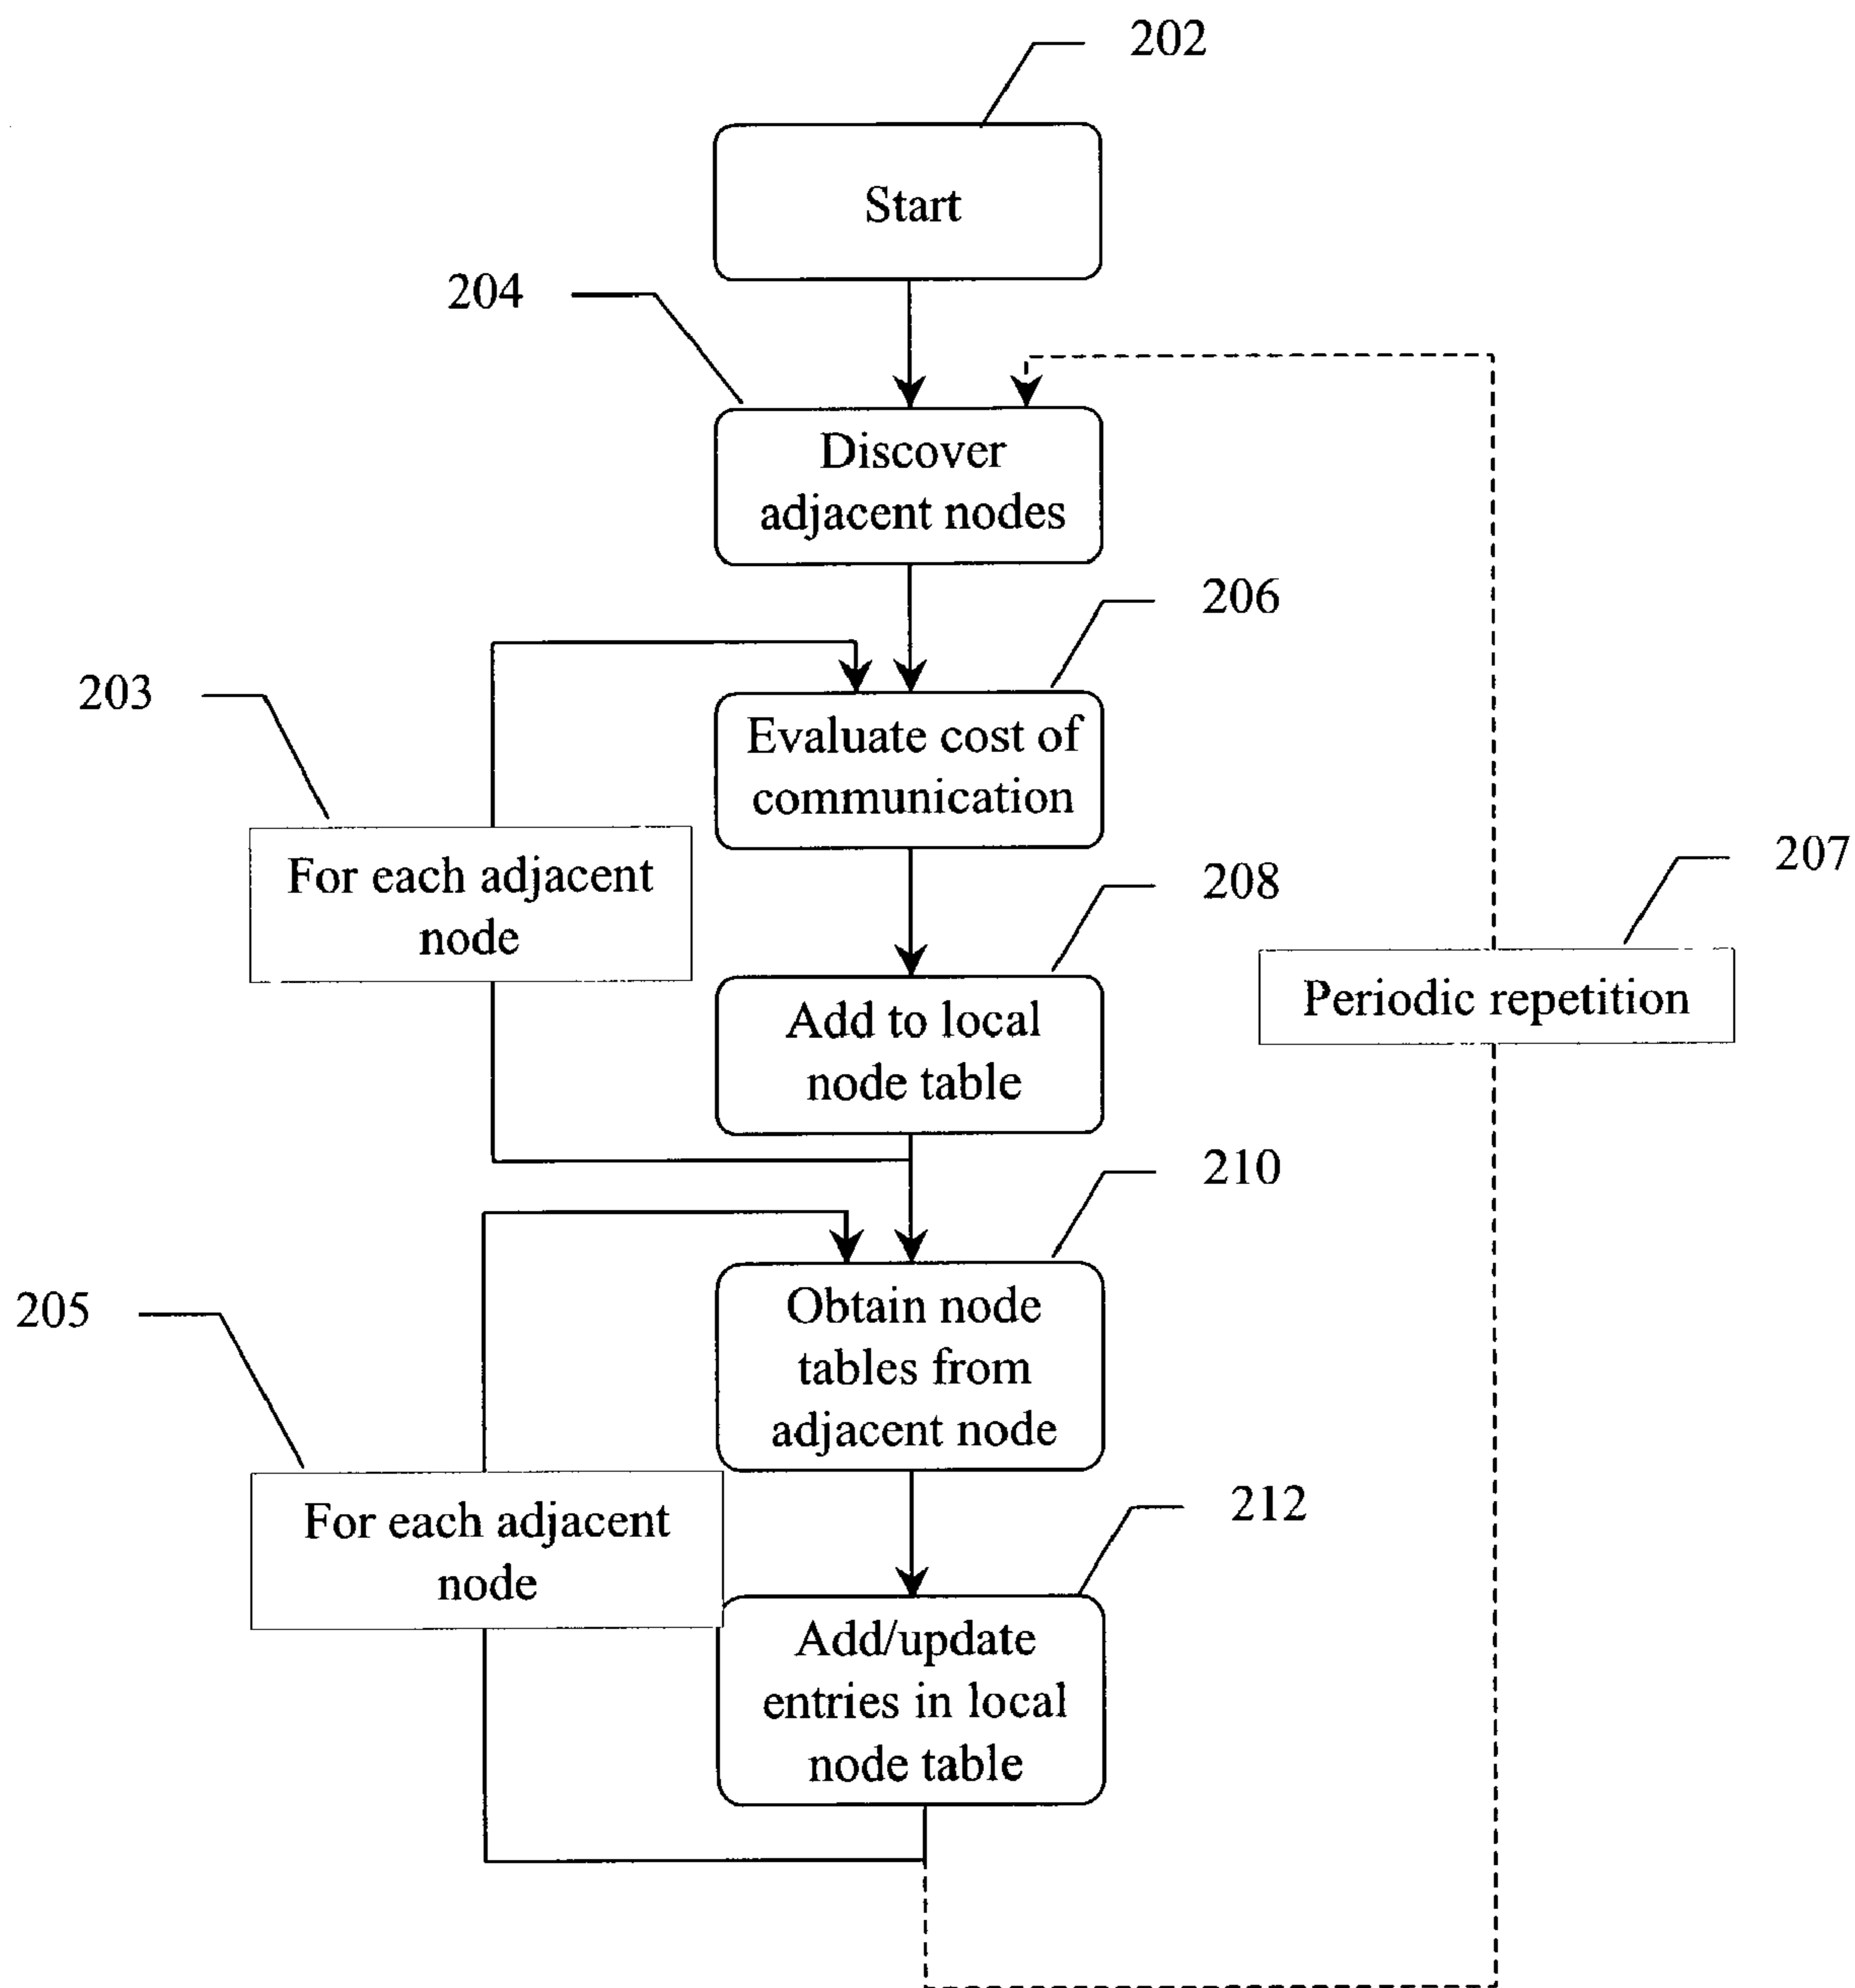 202
Start
204
Discover
adjacent nodes
206
203
Evaluate cost of
communication
For each adjacent
node
207
208
Periodic repetition
Add to local
node table
210
205
Obtain node
tables from
adjacent node
For each adjacent
node
212
Add/update
entries in local
node table